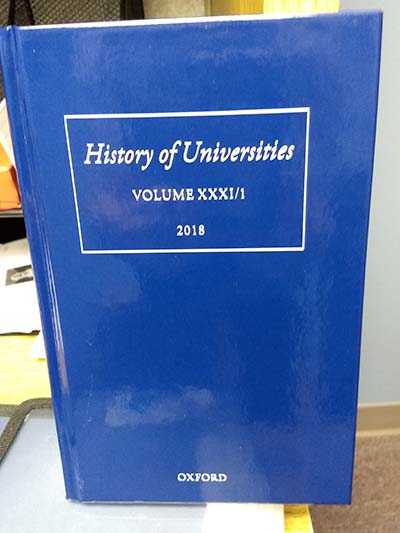 History of Universities
VOLUME XXXI/1
2018
OXFORD